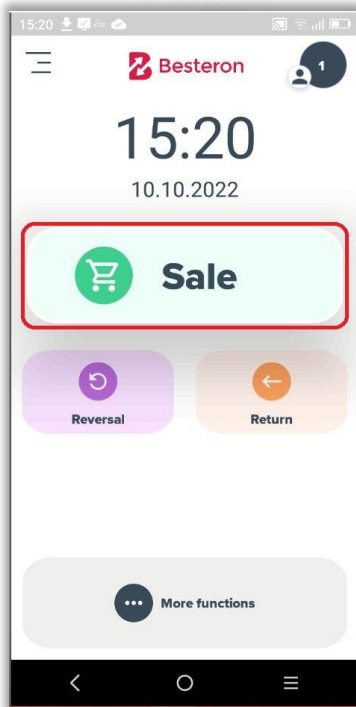 15:20
Besteron
1
15:20
10.10.2022
Sale
Reversal
Return
More functions